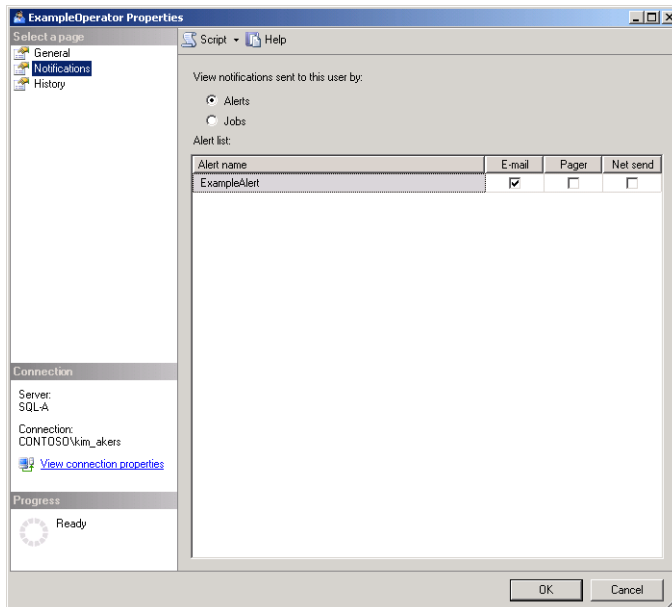 ExampleOperator Properties
Select a page
General
Notifications
History
Script Help
View notifications sent to this user by:
Alerts
Jobs
Alert list:
Alert name E-mail Pager Net send
ExampleAlert
Connection
Server:
SQL-A
Connection:
CONTOSO\kim_akers
View connection properties
Progress
Ready
OK Cancel